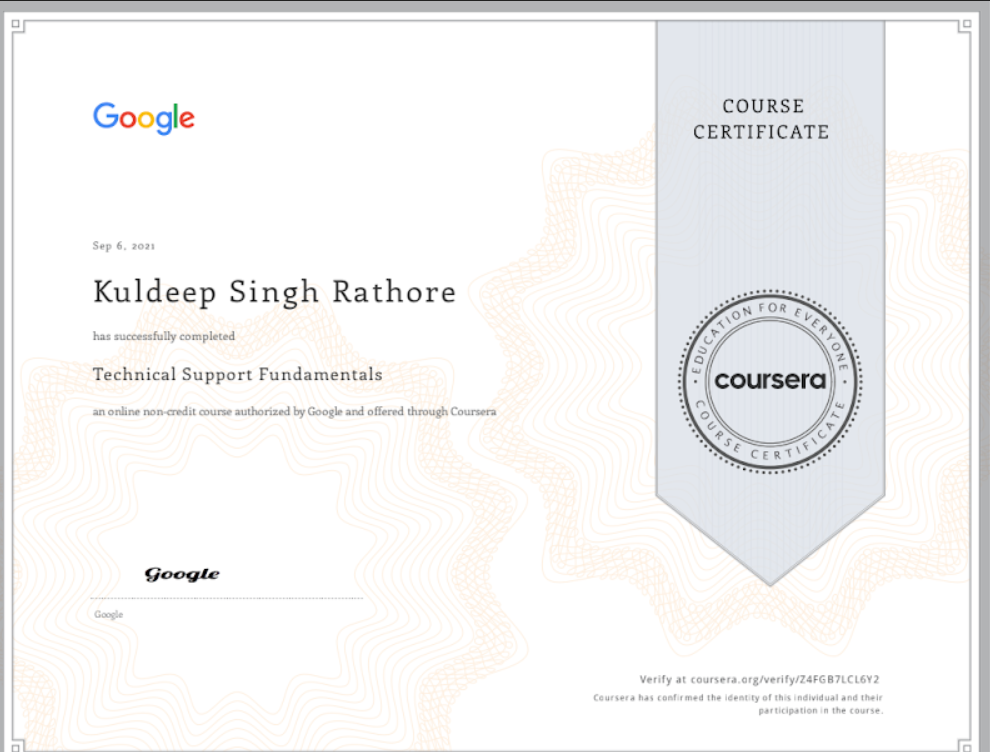 Google
COURSE
CERTIFICATE
Sep 6, 2021
Kuldeep Singh Rathore
has successfully completed
Technical Support Fundamentals
an online non-credit course authorized by Google and offered through Coursera
EDUCATION FOR EVERYONE
coursera
COURSE CERTIFICATE
Google
Google
Verify at coursera.org/verify/Z4FGB7LCL6Y2
Coursera has confirmed the identity of this individual and their
participation in the course.